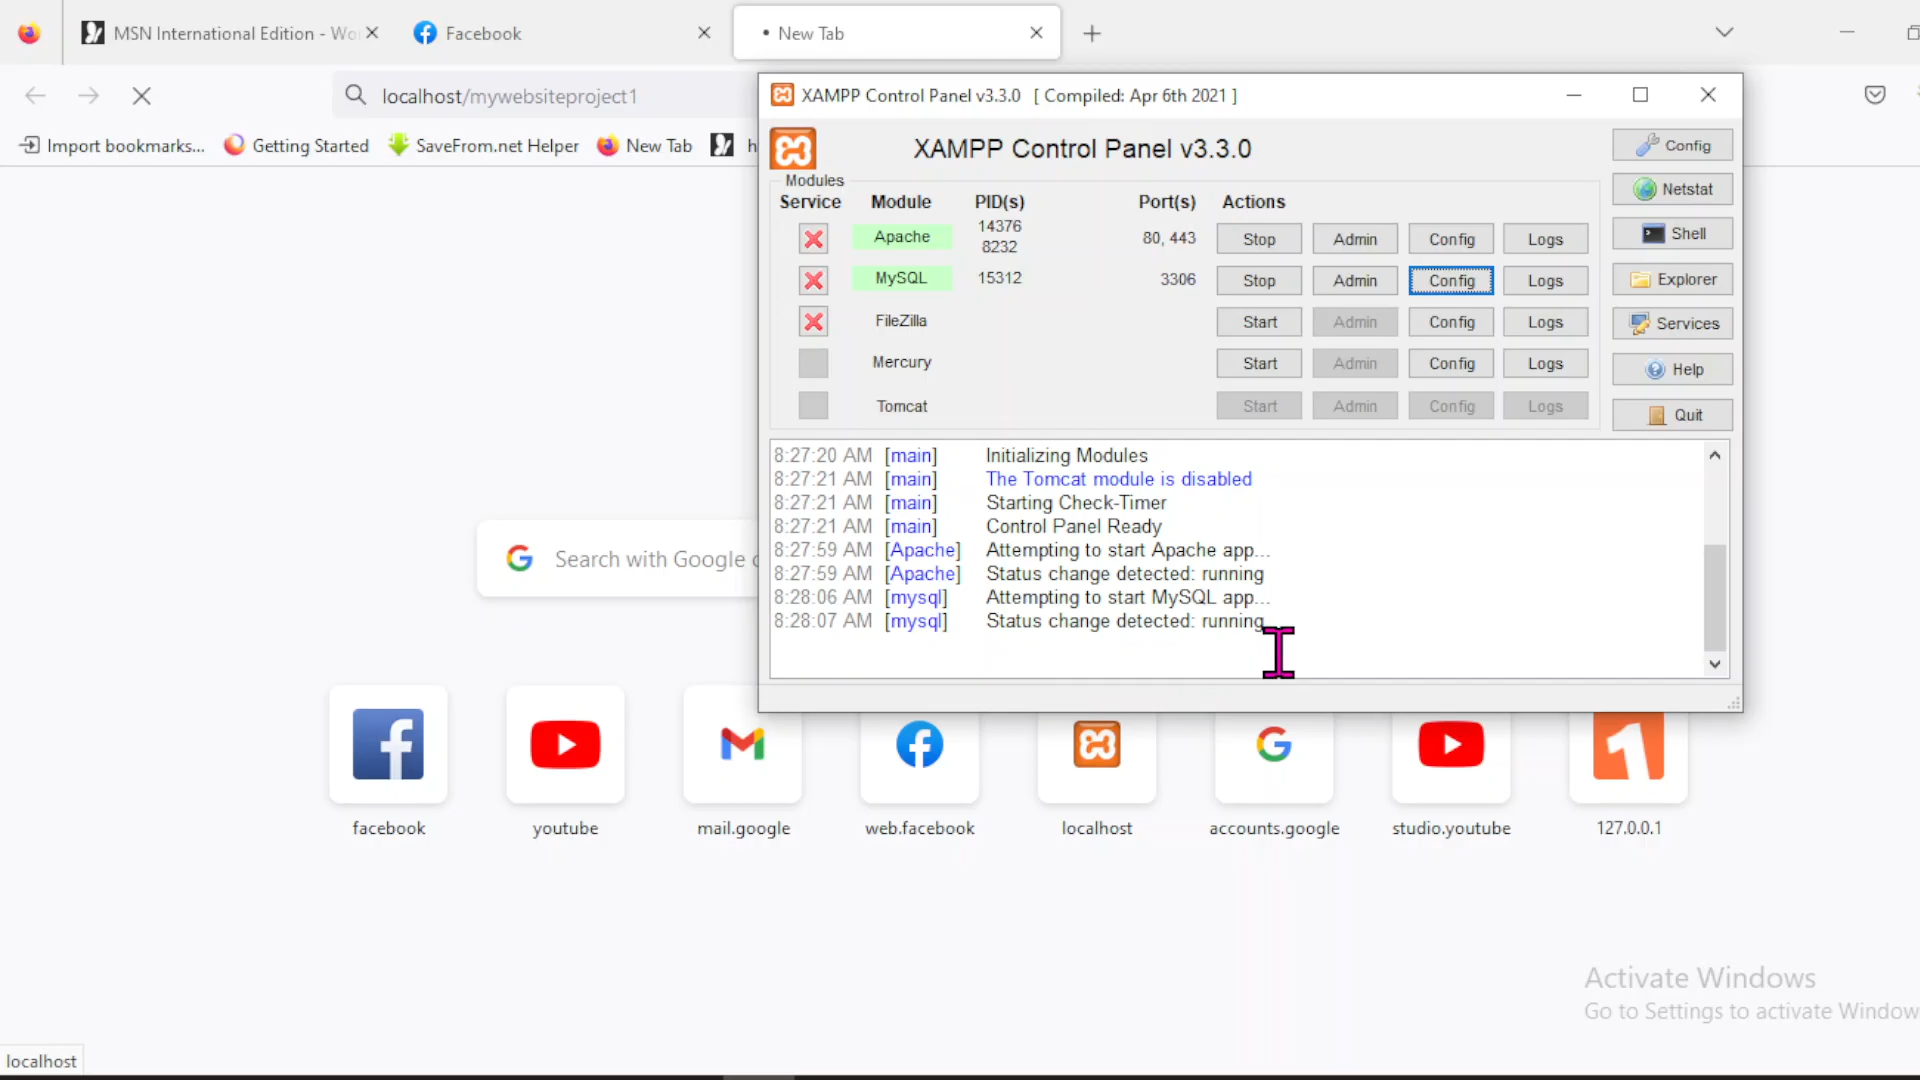 MSN International Edition - Wo
Facebook
• New Tab
localhost/mywebsiteproject1
Import bookmarks...
Getting Started
SaveFrom.net Helper
New Tab
h
XAMPP Control Panel v3.3.0 [ Compiled: Apr 6th 2021 ]
XAMPP Control Panel v3.3.0
Config
Modules
Service Module PID(s) Port(s) Actions
Netstat
Apache 14376 8232 80, 443 Stop Admin Config Logs
Shell
MySQL 15312 3306 Stop Admin Config Logs
Explorer
FileZilla Start Admin Config Logs
Services
Mercury Start Admin Config Logs
Help
Tomcat Start Admin Config Logs
Quit
8:27:20 AM [main] Initializing Modules
8:27:21 AM [main] The Tomcat module is disabled
8:27:21 AM [main] Starting Check-Timer
8:27:21 AM [main] Control Panel Ready
8:27:59 AM [Apache] Attempting to start Apache app...
8:27:59 AM [Apache] Status change detected: running
8:28:06 AM [mysql] Attempting to start MySQL app...
8:28:07 AM [mysql] Status change detected: running
Search with Google
facebook
youtube
mail.google
web.facebook
localhost
accounts.google
studio.youtube
127.0.0.1
Activate Windows
Go to Settings to activate Window
localhost